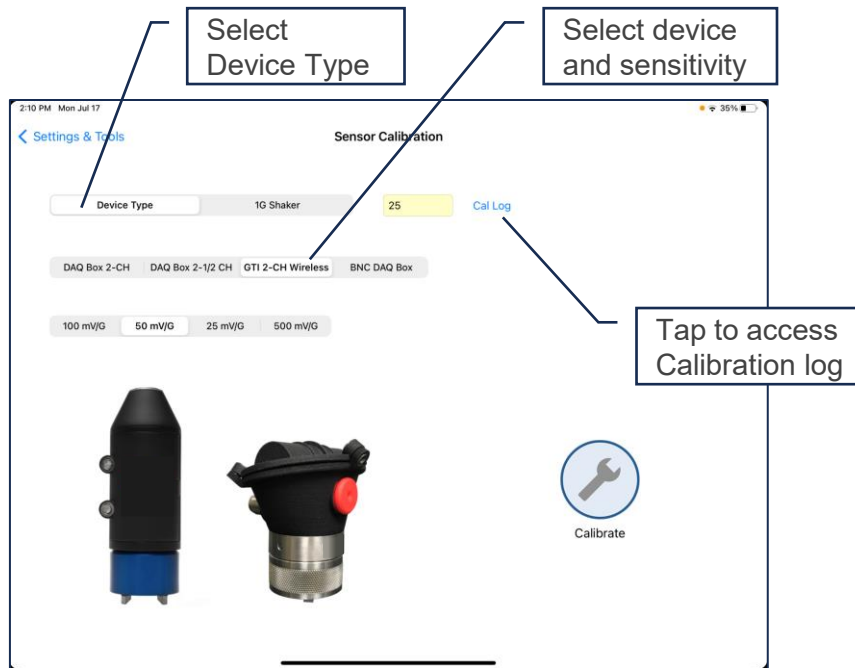 Select
Device Type
Select device
and sensitivity
2:10 PM Mon Jul 17
35%
Settings & Tools
Sensor Calibration
Device Type
1G Shaker
25
Cal Log
DAQ Box 2-CH
DAQ Box 2-1/2 CH
GTI 2-CH Wireless
BNC DAQ Box
100 mV/G
50 mV/G
25 mV/G
500 mV/G
Tap to access
Calibration log
Calibrate